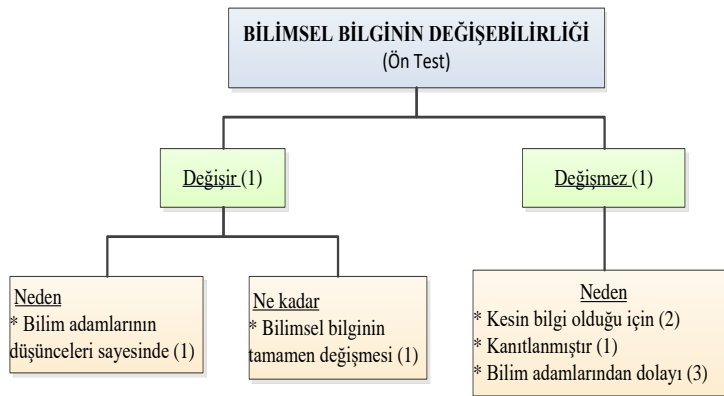 BİLİMSEL BİLGİNİN DEĞİŞEBİLİRLİĞİ
(Ön Test)
Değişir (1)
Değişmez (1)
Neden
* Bilim adamlarının
düşünceleri sayesinde (1)
Ne kadar
* Bilimsel bilginin
tamamen değişmesi (1)
Neden
* Kesin bilgi olduğu için (2)
* Kanıtlanmıştır (1)
* Bilim adamlarından dolayı (3)